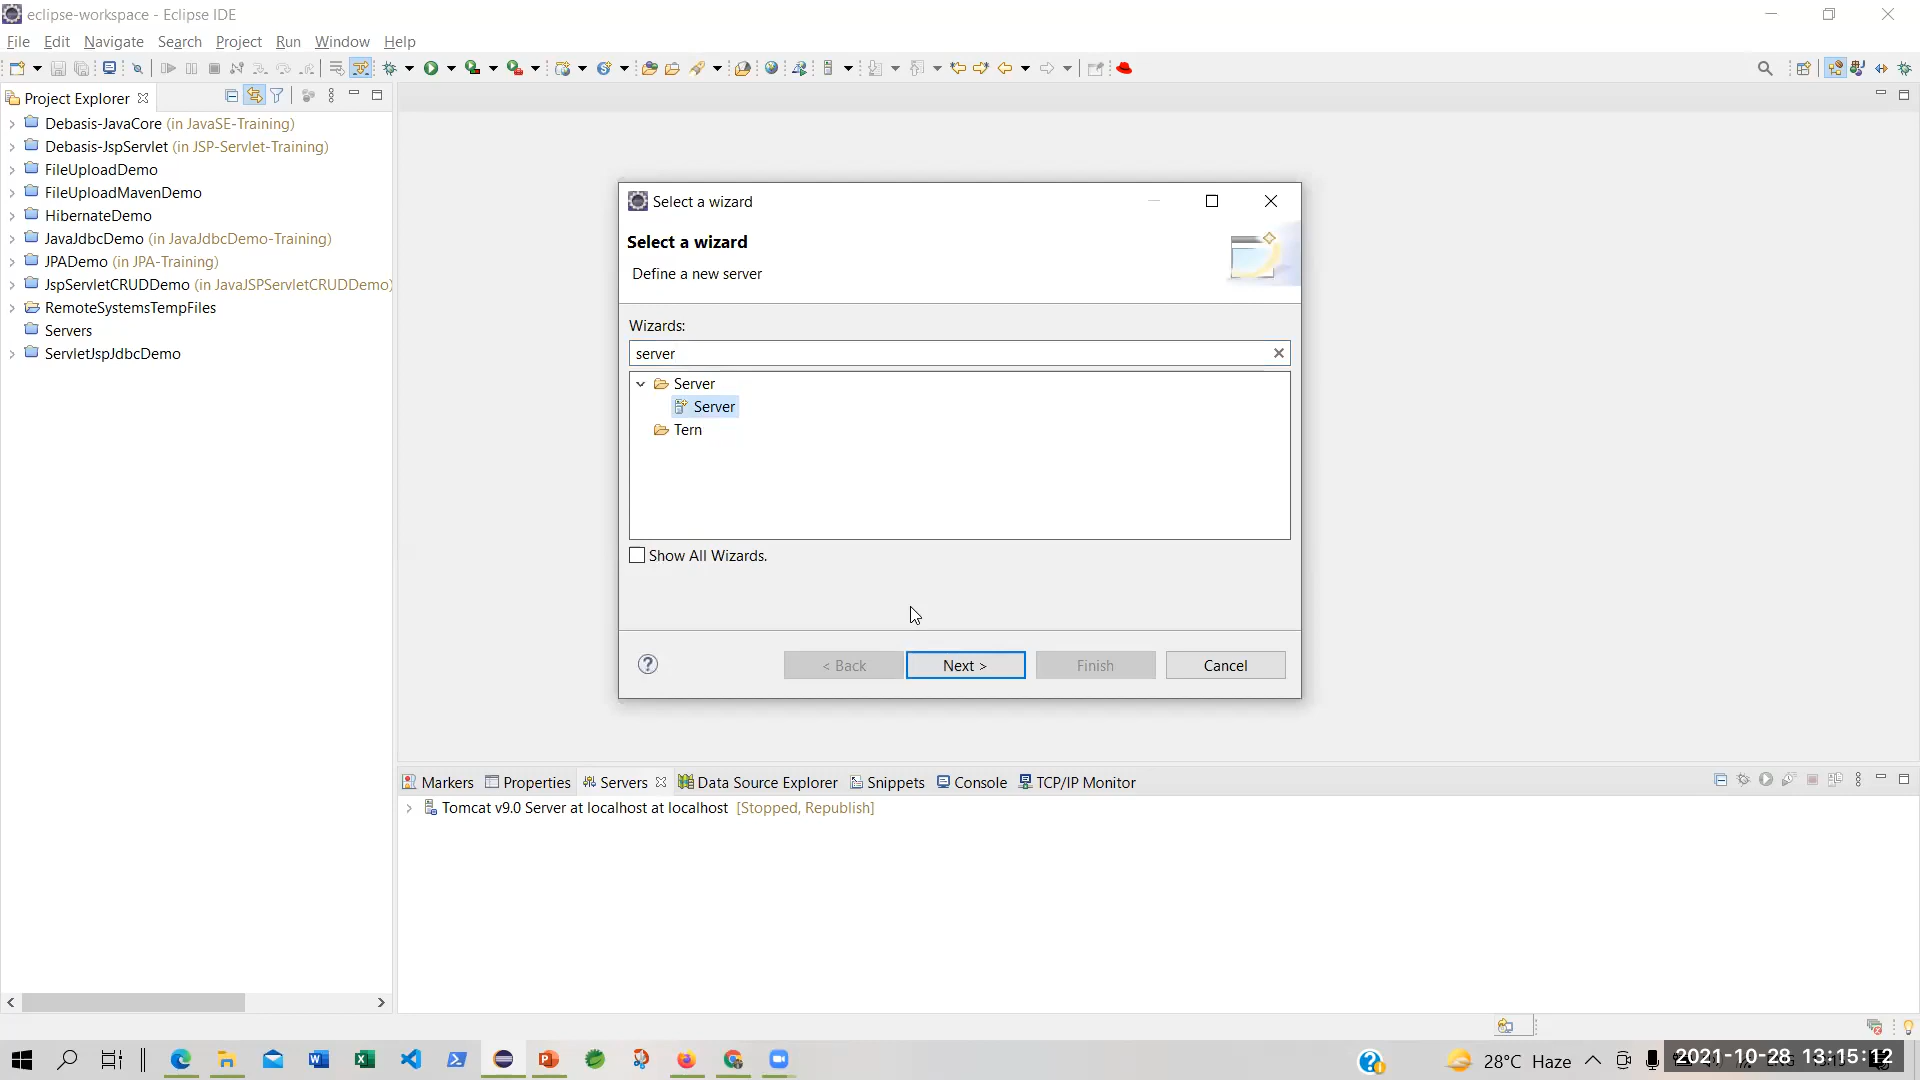 eclipse-workspace - Eclipse IDE
File Edit Navigate Search Project Run Window Help
Project Explorer
Debasis-JavaCore (in JavaSE-Training)
Debasis-JspServlet (in JSP-Servlet-Training)
FileUploadDemo
FileUploadMavenDemo
HibernateDemo
JavaJdbcDemo (in JavaJdbcDemo-Training)
JPADemo (in JPA-Training)
JspServletCRUDDemo (in JavaJSPServletCRUDDemo)
RemoteSystemsTempFiles
Servers
ServletJspJdbcDemo
Select a wizard
Select a wizard
Define a new server
Wizards:
server
Server
Server
Tern
Show All Wizards.
< Back Next > Finish Cancel
Markers Properties Servers Data Source Explorer Snippets Console TCP/IP Monitor
Tomcat v9.0 Server at localhost at localhost [Stopped, Republish]
28°C Haze
2021-10-28 13:15:12